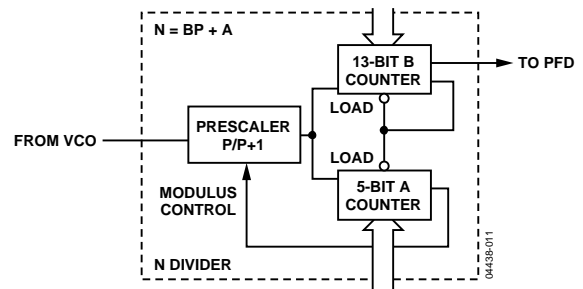 N = BP + A
13-BIT B
COUNTER
TO PFD
LOAD
PRESCALER
P/P+1
FROM VCO
LOAD
MODULUS
CONTROL
5-BIT A
COUNTER
N DIVIDER
04438-011